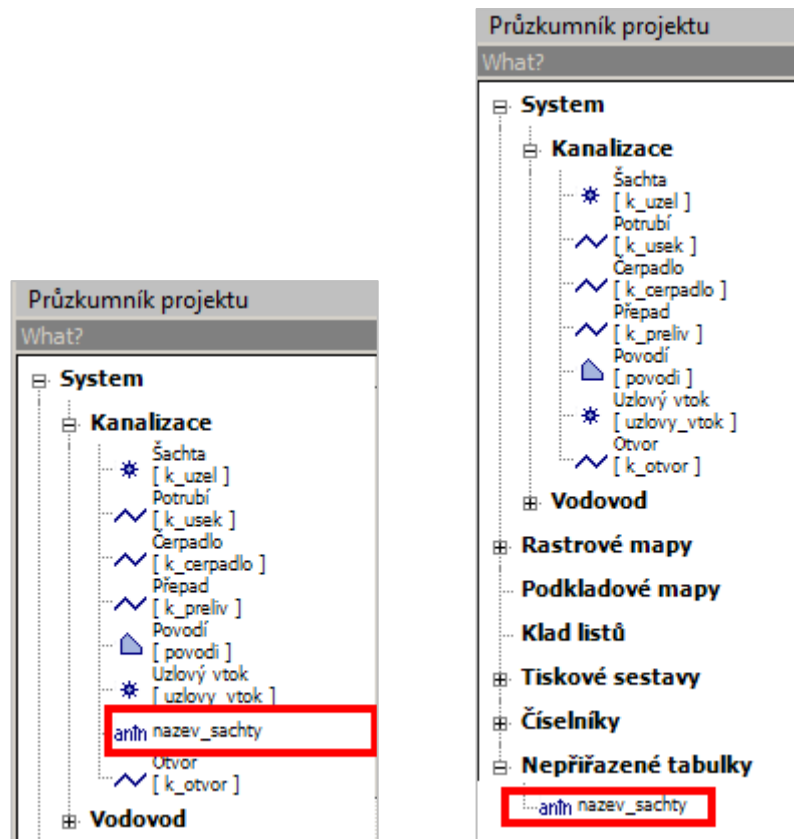 Průzkumník projektu
What?
System
Kanalizace
Šachta
[ k_uzel ]
Potrubí
[ k_usek ]
Čerpadlo
[ k_cerpadlo ]
Přepad
[ k_preliv ]
Povodí
[ povodi ]
Uzlový vtok
[ uzlovy_vtok ]
anin nazev_sachty
Otvor
[ k_otvor ]
Vodovod
Průzkumník projektu
What?
System
Kanalizace
Šachta
[ k_uzel ]
Potrubí
[ k_usek ]
Čerpadlo
[ k_cerpadlo ]
Přepad
[ k_preliv ]
Povodí
[ povodi ]
Uzlový vtok
[ uzlovy_vtok ]
Otvor
[ k_otvor ]
Vodovod
Rastrové mapy
Podkladové mapy
Klad listů
Tiskové sestavy
Číselníky
Nepřiřazené tabulky
anin nazev_sachty